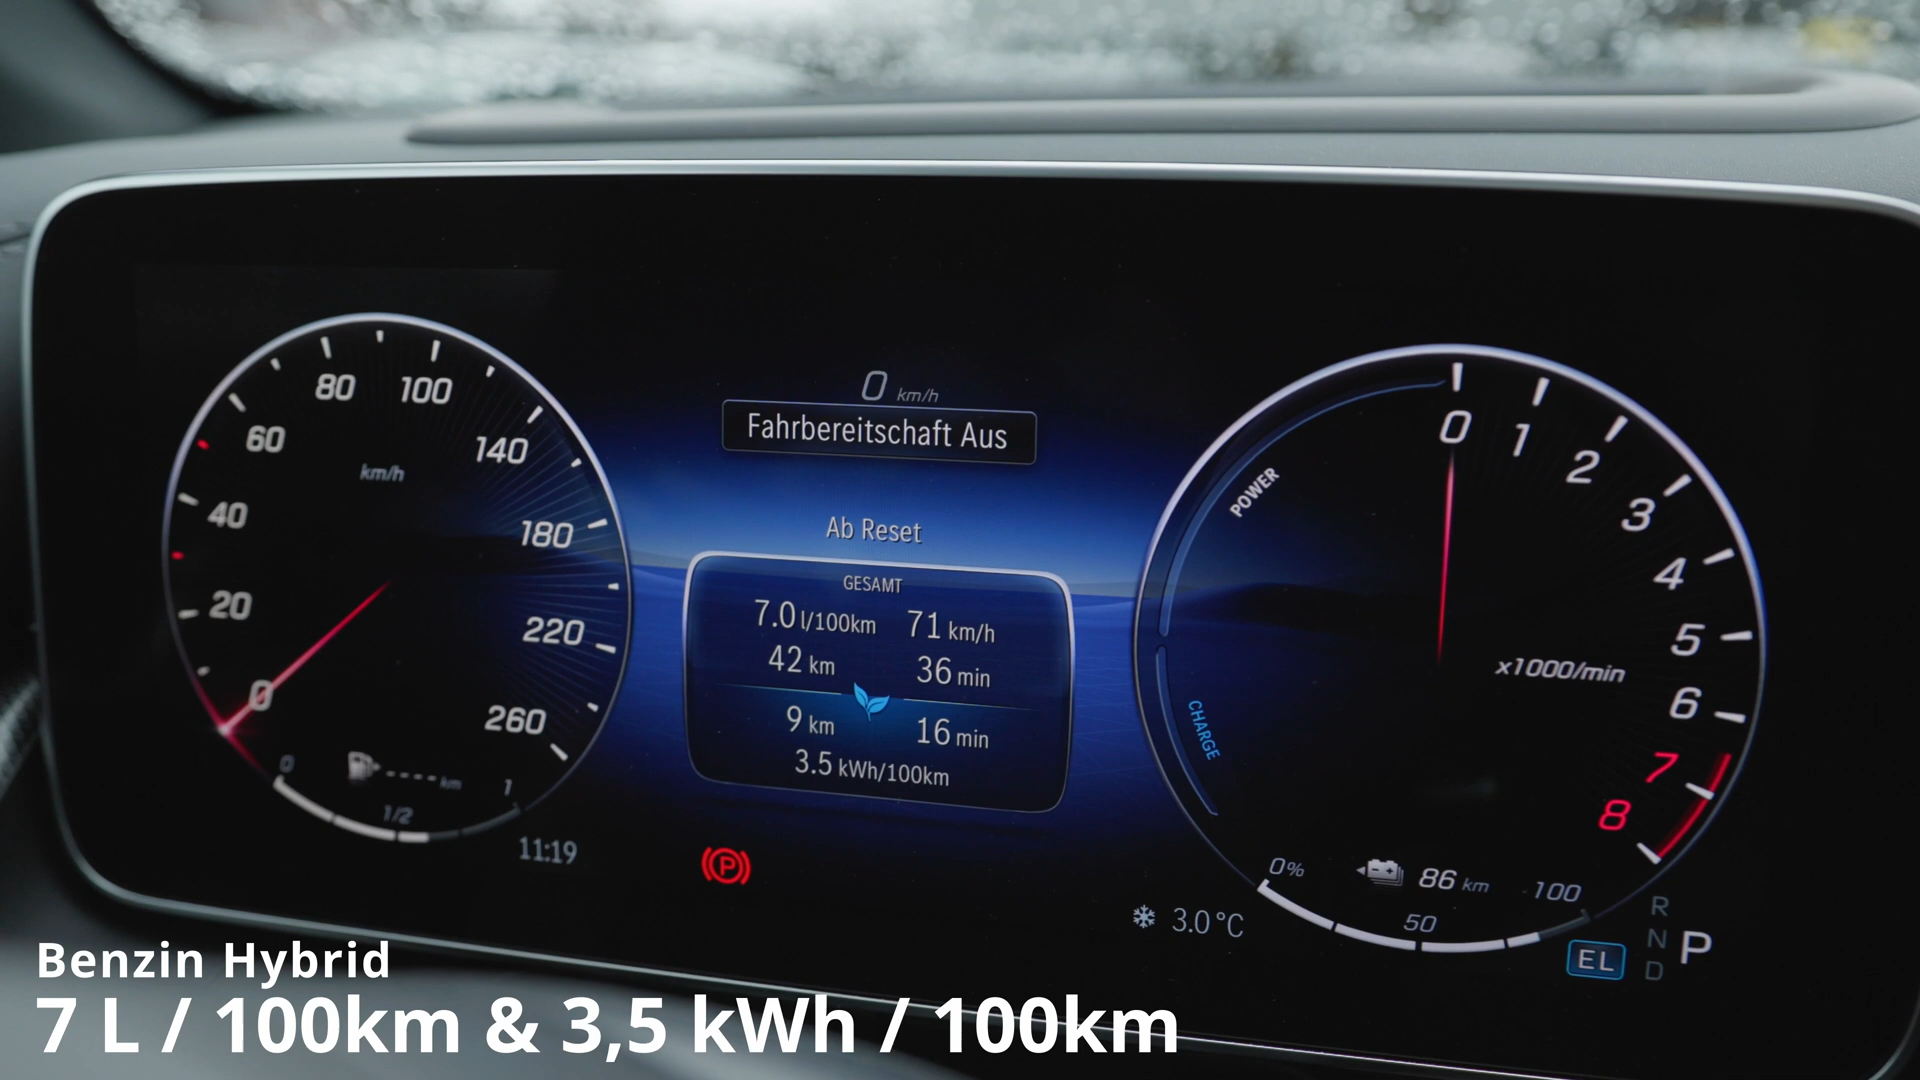 0 km/h
Fahrbereitschaft Aus
Ab Reset
GESAMT
7.0 l/100km 71 km/h
42 km 36 min
9 km 16 min
3.5 kWh/100km
0
20
40
60
80
100
140
180
220
260
km/h
0 1/2 1
----km
11:19
P
POWER
CHARGE
0
1
2
3
4
5
6
7
8
x1000/min
0% 50 100
86 km
3.0°C
EL
R
N
D
P
Benzin Hybrid
7 L / 100km & 3,5 kWh / 100km